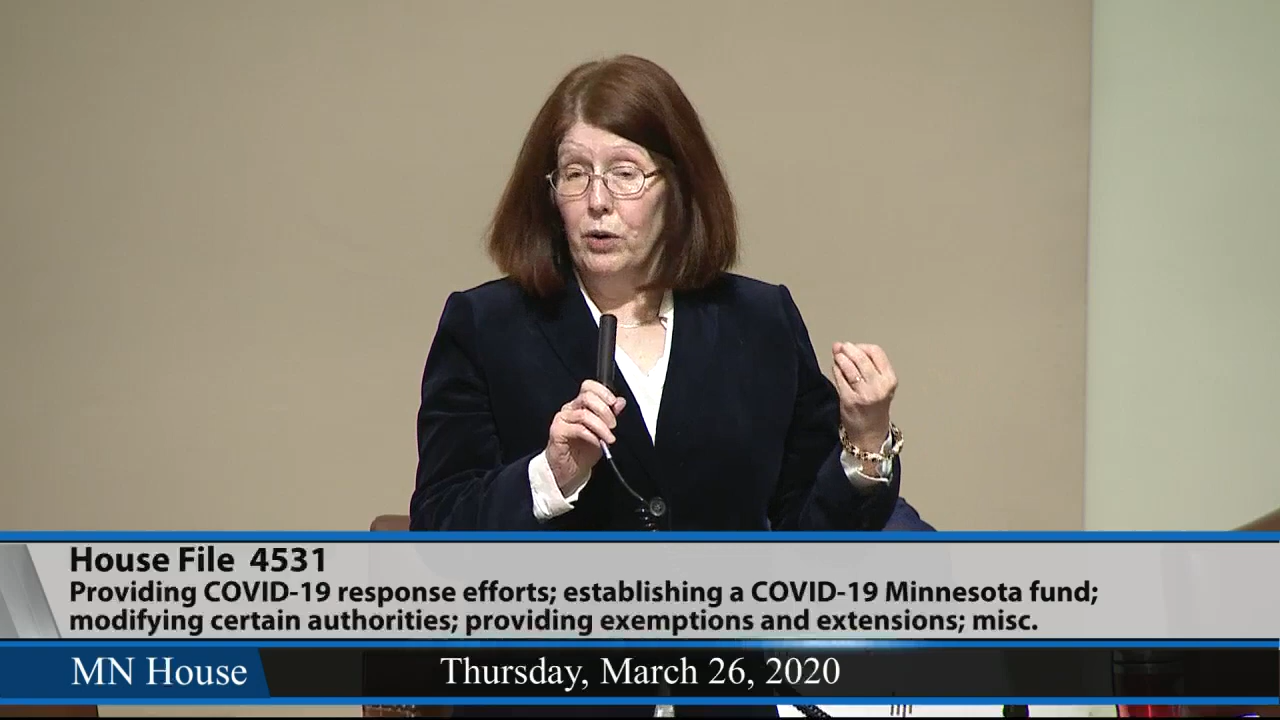 House File 4531
Providing COVID-19 response efforts; establishing a COVID-19 Minnesota fund;
modifying certain authorities; providing exemptions and extensions; misc.
MN House
Thursday, March 26, 2020